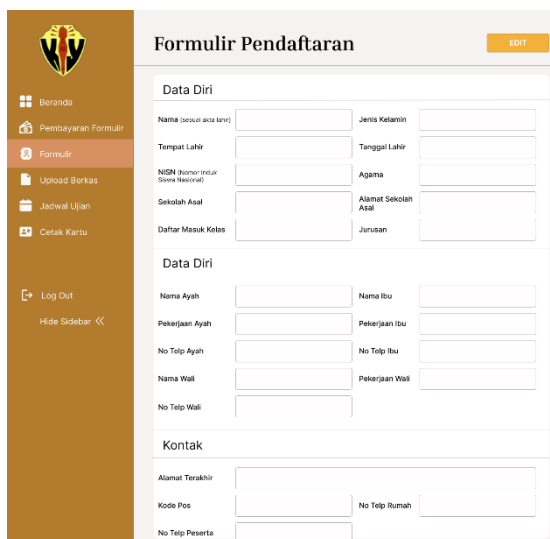 Formulir Pendaftaran
EDIT
Beranda
Pembayaran Formulir
Formulir
Upload Berkas
Jadwal Ujian
Cetak Kartu
Log Out
Hide Sidebar
Data Diri
Nama (sesuai akta lahir)
Jenis Kelamin
Tempat Lahir
Tanggal Lahir
NISN (Nomor Induk
Siswa Nasional)
Agama
Sekolah Asal
Alamat Sekolah
Asal
Daftar Masuk Kelas
Jurusan
Data Diri
Nama Ayah
Nama Ibu
Pekerjaan Ayah
Pekerjaan Ibu
No Telp Ayah
No Telp Ibu
Nama Wali
Pekerjaan Wali
No Telp Wali
Kontak
Alamat Terakhir
Kode Pos
No Telp Rumah
No Telp Peserta